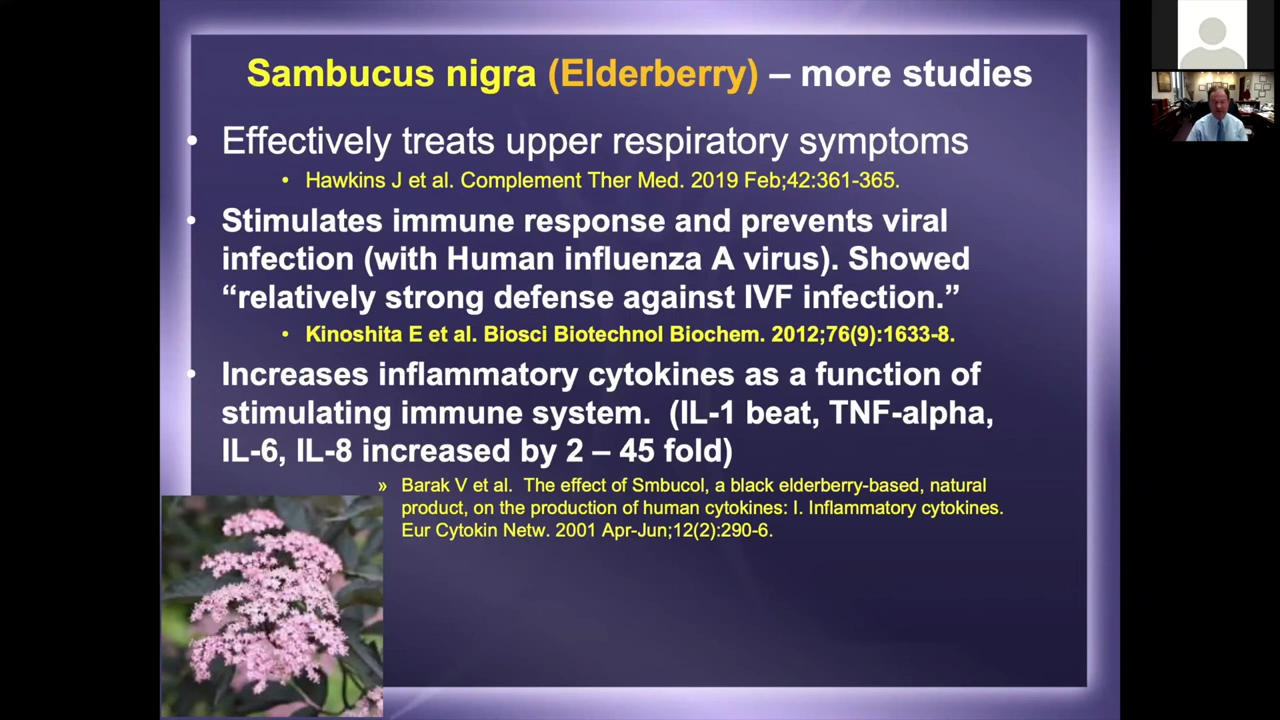 Sambucus nigra (Elderberry) – more studies
• Effectively treats upper respiratory symptoms
• Hawkins J et al. Complement Ther Med. 2019 Feb;42:361-365.
• Stimulates immune response and prevents viral
infection (with Human influenza A virus). Showed
“relatively strong defense against IVF infection.”
• Kinoshita E et al. Biosci Biotechnol Biochem. 2012;76(9):1633-8.
• Increases inflammatory cytokines as a function of
stimulating immune system. (IL-1 beat, TNF-alpha,
IL-6, IL-8 increased by 2 – 45 fold)
» Barak V et al. The effect of Smbucol, a black elderberry-based, natural
product, on the production of human cytokines: I. Inflammatory cytokines.
Eur Cytokin Netw. 2001 Apr-Jun;12(2):290-6.